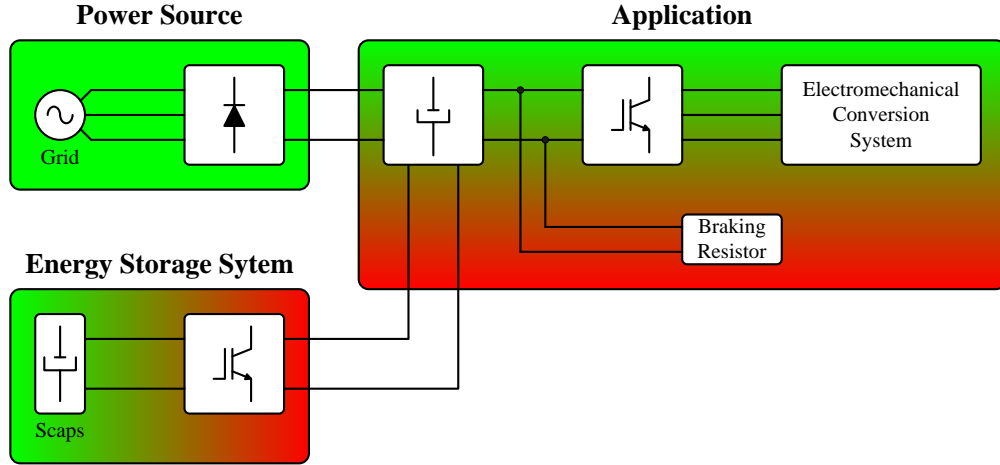 Power Source
Application
Grid
Electromechanical
Conversion
System
Braking
Resistor
Energy Storage Sytem
Scaps